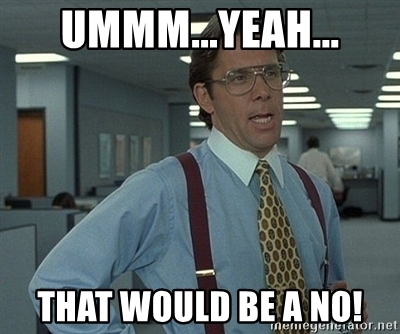 UMMM...YEAH...
THAT WOULD BE A NO!
memegenerator.net